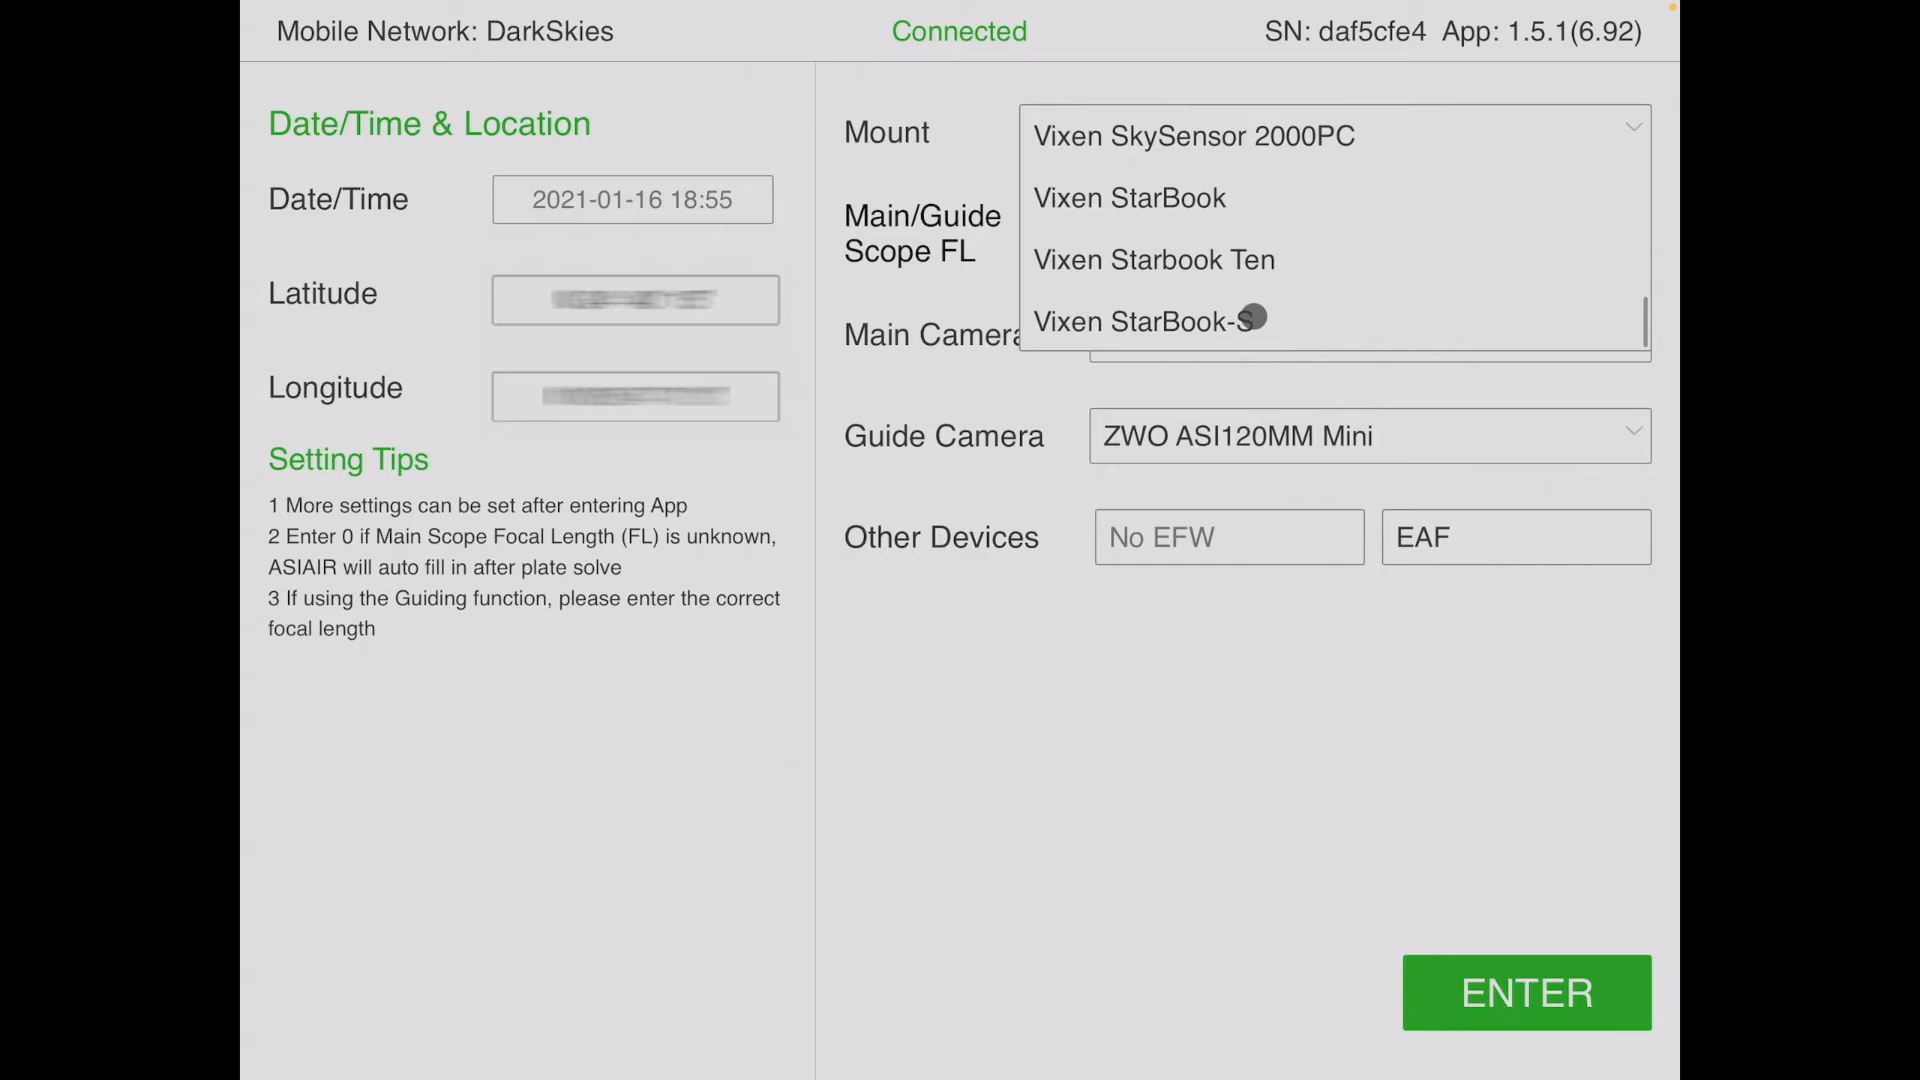 Mobile Network: DarkSkies
Connected
SN: daf5cfe4 App: 1.5.1(6.92)
Date/Time & Location
Date/Time
2021-01-16 18:55
Latitude
Longitude
Setting Tips
1 More settings can be set after entering App
2 Enter 0 if Main Scope Focal Length (FL) is unknown,
ASIAIR will auto fill in after plate solve
3 If using the Guiding function, please enter the correct
focal length
Mount
Vixen SkySensor 2000PC
Vixen StarBook
Vixen Starbook Ten
Vixen StarBook-S
Main/Guide
Scope FL
Main Camera
Guide Camera
ZWO ASI120MM Mini
Other Devices
No EFW
EAF
ENTER